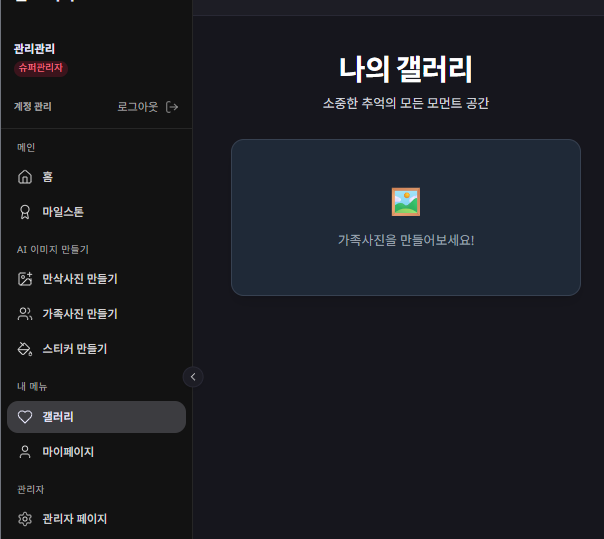 관리관리
슈퍼관리자
계정 관리
로그아웃
메인
홈
마일스톤
AI 이미지 만들기
만삭사진 만들기
가족사진 만들기
스티커 만들기
내 메뉴
갤러리
마이페이지
관리자
관리자 페이지
나의 갤러리
소중한 추억의 모든 모먼트 공간
가족사진을 만들어보세요!